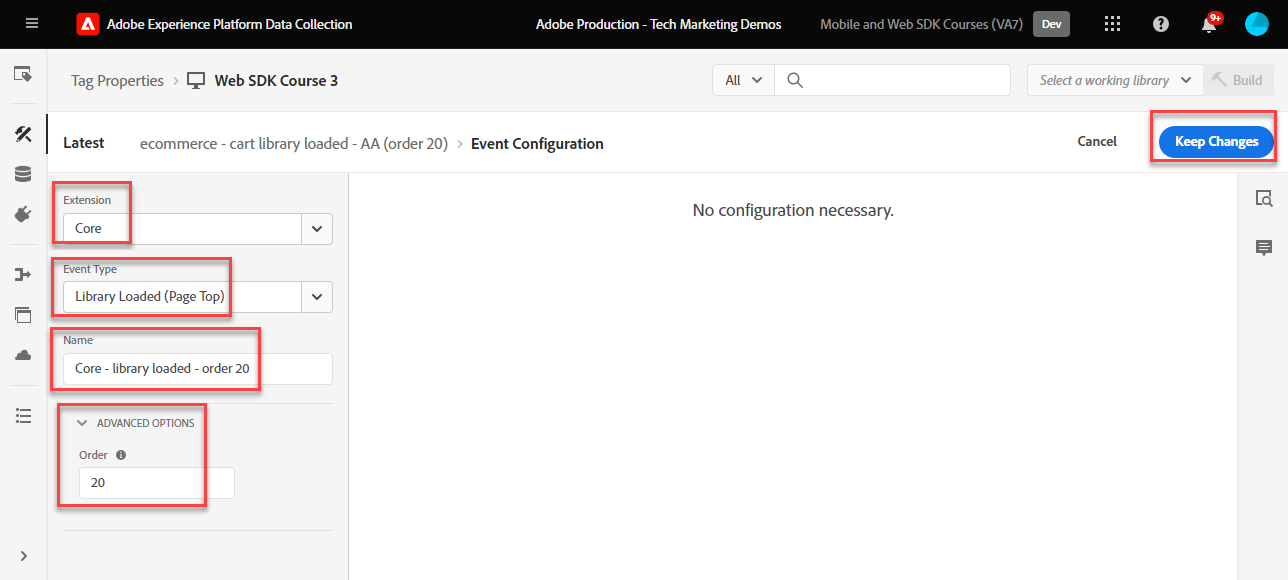 Adobe Experience Platform Data Collection
Adobe Production - Tech Marketing Demos
Mobile and Web SDK Courses (VA7)
Dev
9+
Tag Properties > Web SDK Course 3
All
Select a working library
Build
Latest
ecommerce - cart library loaded - AA (order 20) > Event Configuration
Cancel
Keep Changes
Extension
Core
Event Type
Library Loaded (Page Top)
Name
Core - library loaded - order 20
ADVANCED OPTIONS
Order
20
No configuration necessary.